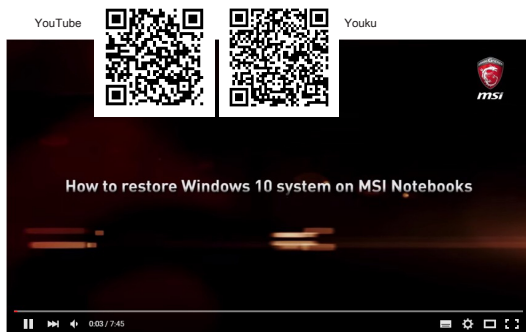 YouTube
Youku
msi
How to restore Windows 10 system on MSI Notebooks
0:03 / 7:45